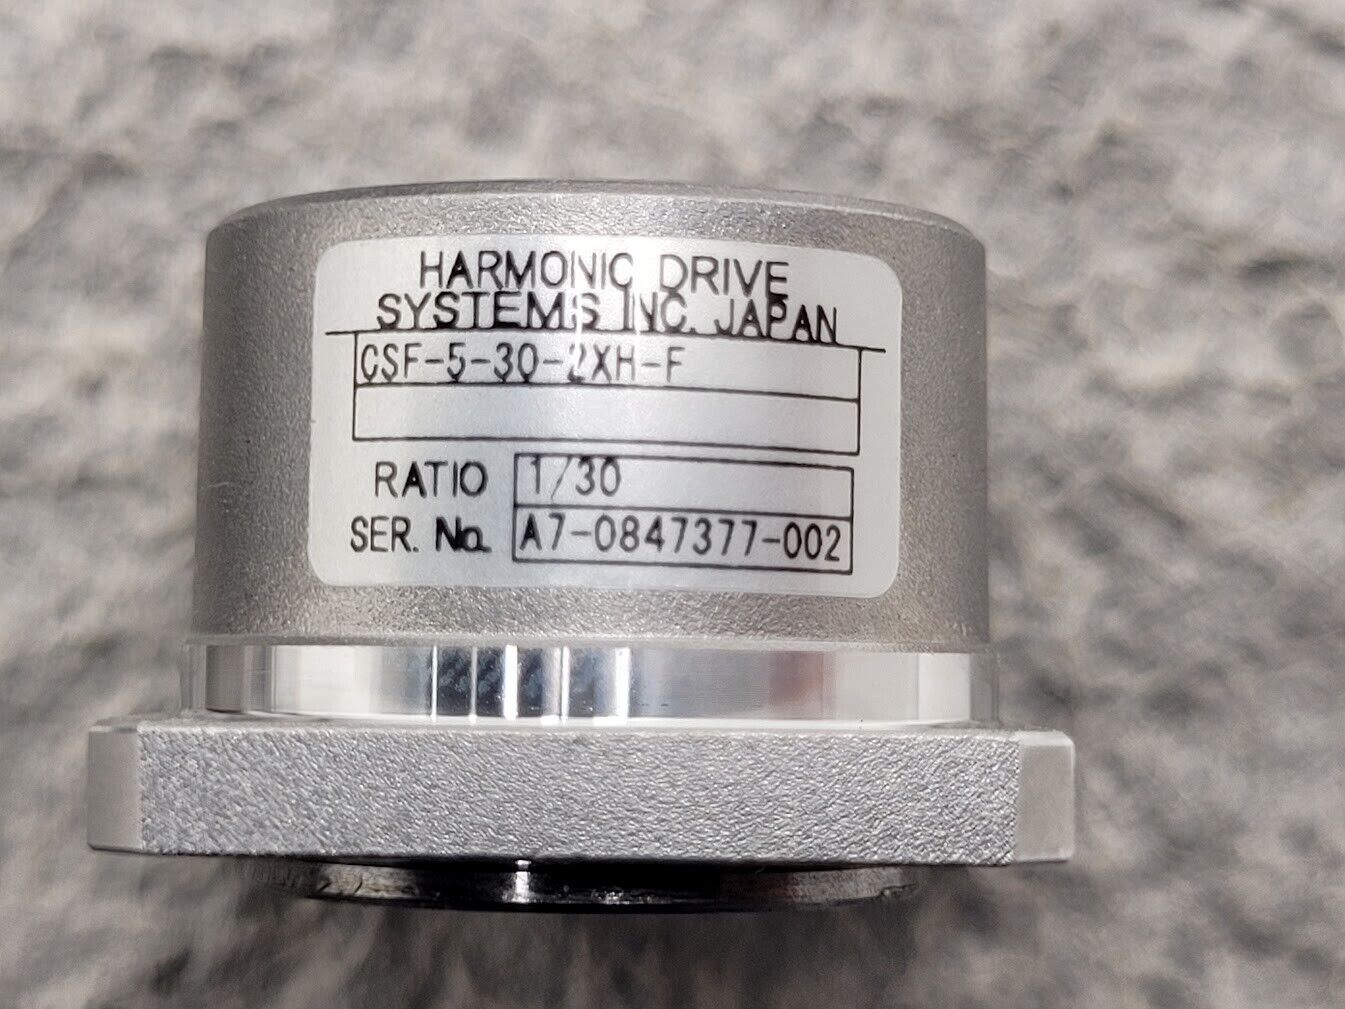 HARMONIC DRIVE
SYSTEMS INC. JAPAN
CSF-5-30-2XH-F
RATIO 1/30
SER. No. A7-0847377-002